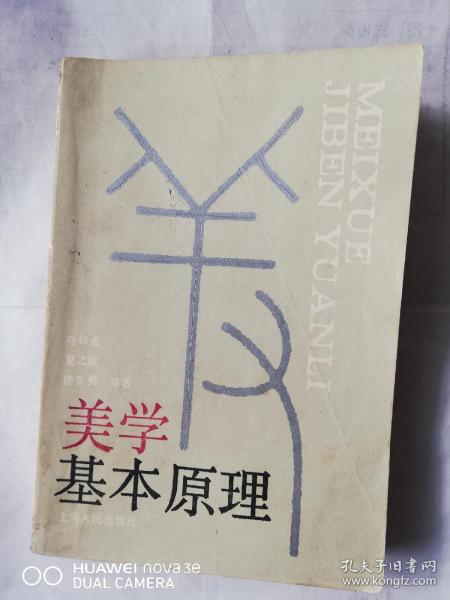 MEIXUE
JIBEN YUANLI
刘叔成
夏之放
楼昔勇 等著
美学
基本原理
上海人民出版社
HUAWEI nova 3e
DUAL CAMERA
孔夫子旧书网
www.kongfz.com